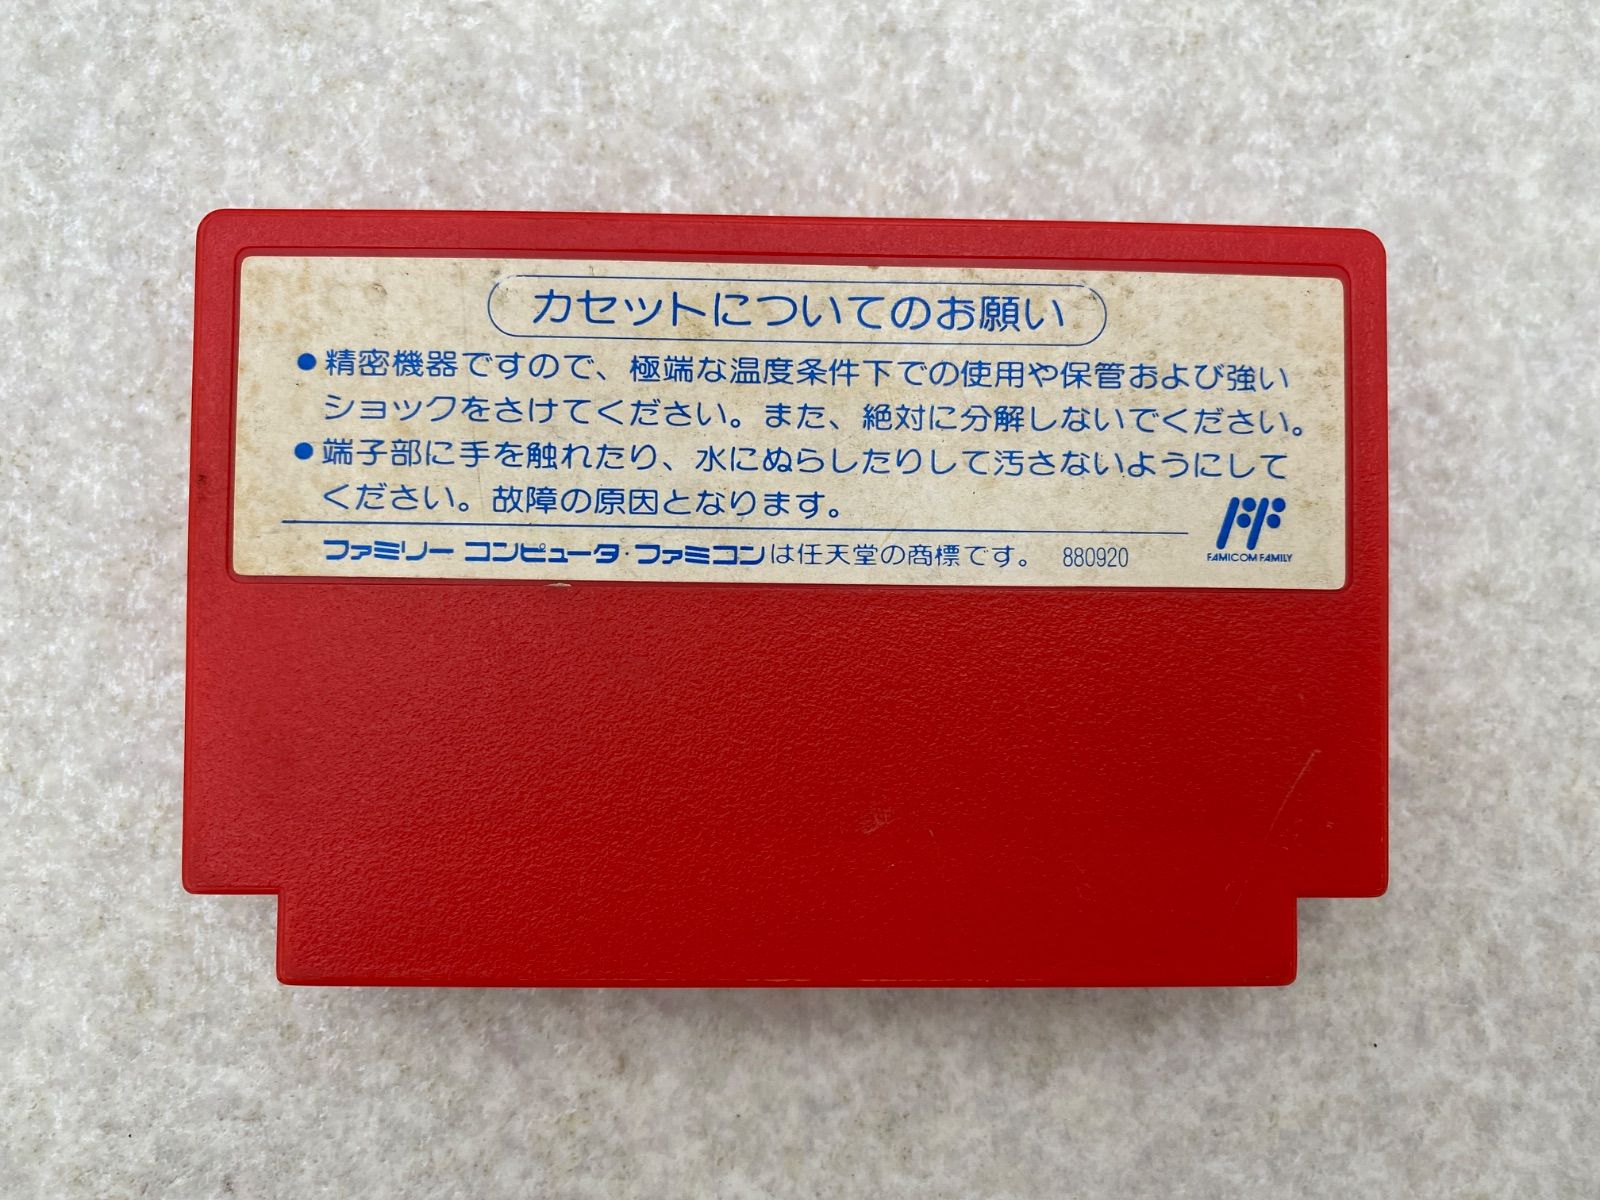 カセットについてのお願い
●精密機器ですので、極端な温度条件下での使用や保管および強い
ショックをさけてください。また、絶対に分解しないでください。
●端子部に手を触れたり、水にぬらしたりして汚さないようにして
ください。故障の原因となります。
ファミリー コンピュータ・ファミコンは任天堂の商標です。 880920
FAMICOM FAMILY